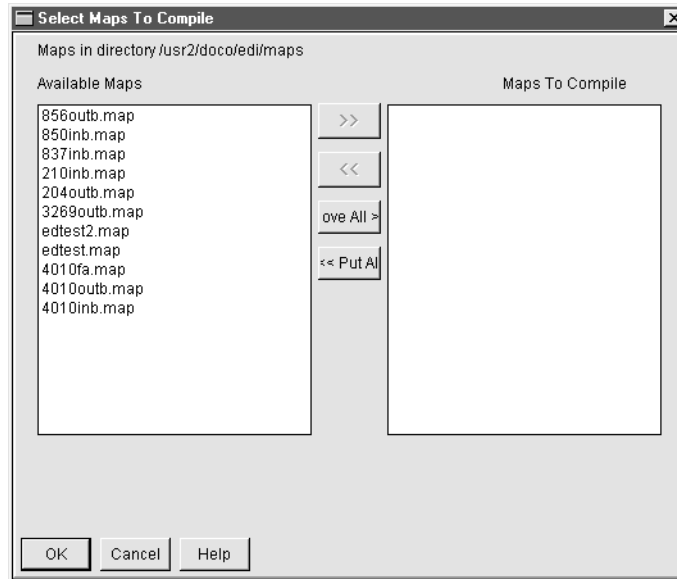 Select Maps To Compile
Maps in directory /usr2/doco/edi/maps
Available Maps
Maps To Compile
856outb.map
850inb.map
837inb.map
210inb.map
204outb.map
3269outb.map
edtest2.map
edtest.map
4010fa.map
4010outb.map
4010inb.map
>>
<<
ove All >
<< Put Al
OK
Cancel
Help